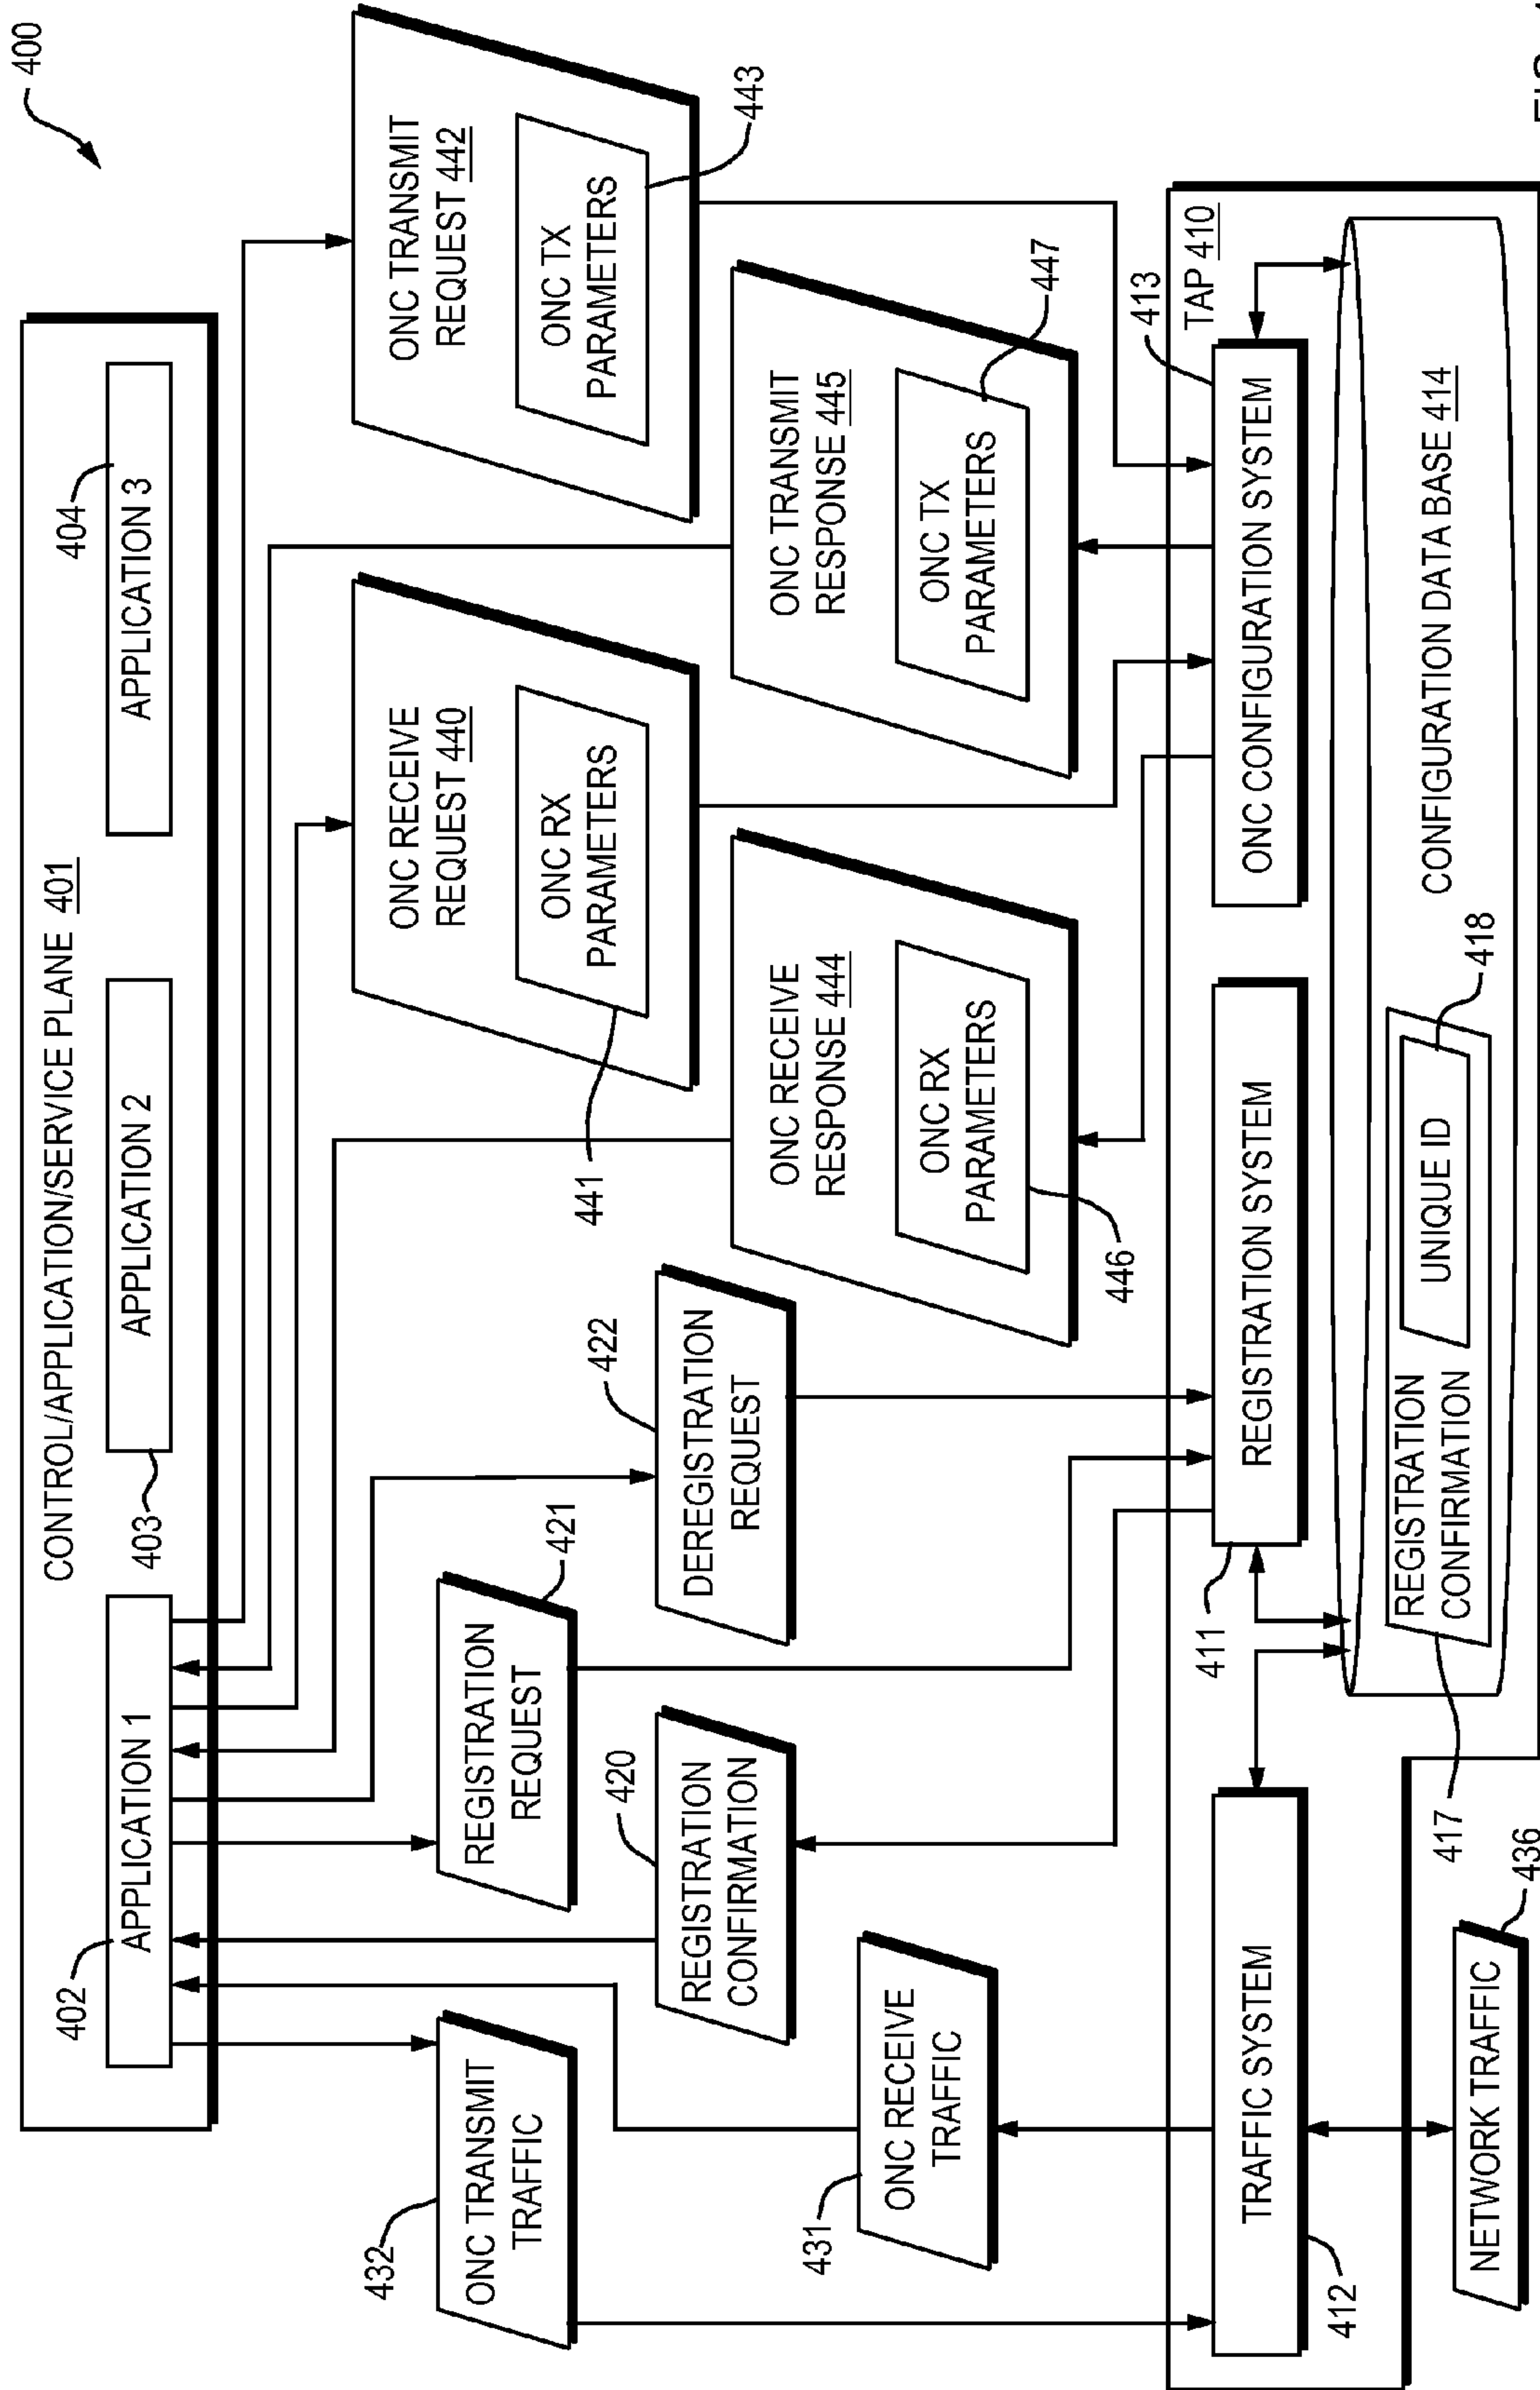 400
CONTROL/APPLICATION/SERVICE PLANE 401
402
APPLICATION 1
403
APPLICATION 2
404
APPLICATION 3
432
ONC TRANSMIT
TRAFFIC
REGISTRATION
REQUEST
421
ONC RECEIVE
REQUEST 440
ONC RX
PARAMETERS
441
ONC TRANSMIT
REQUEST 442
ONC TX
PARAMETERS
443
420
REGISTRATION
CONFIRMATION
422
DEREGISTRATION
REQUEST
431
ONC RECEIVE
TRAFFIC
ONC RECEIVE
RESPONSE 444
ONC RX
PARAMETERS
446
ONC TRANSMIT
RESPONSE 445
ONC TX
PARAMETERS
447
TAP 410
412
TRAFFIC SYSTEM
411
REGISTRATION SYSTEM
413
ONC CONFIGURATION SYSTEM
CONFIGURATION DATA BASE 414
417
REGISTRATION
CONFIRMATION
UNIQUE ID
418
NETWORK TRAFFIC
436
FIG.